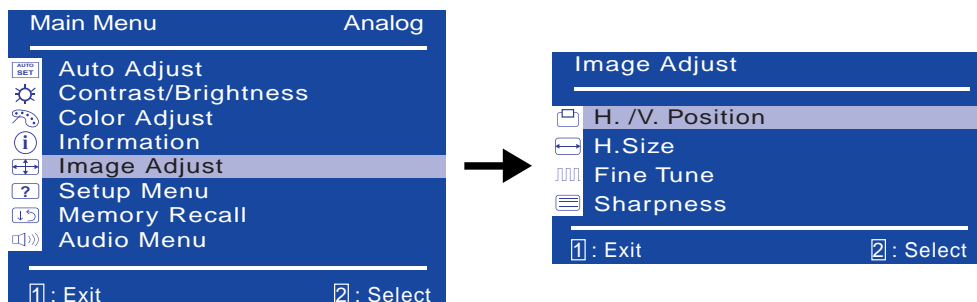 Main Menu Analog
AUTO SET Auto Adjust
Contrast/Brightness
Color Adjust
i Information
Image Adjust
? Setup Menu
Memory Recall
Audio Menu
1 : Exit 2 : Select
Image Adjust
H. /V. Position
H.Size
Fine Tune
Sharpness
1 : Exit 2 : Select